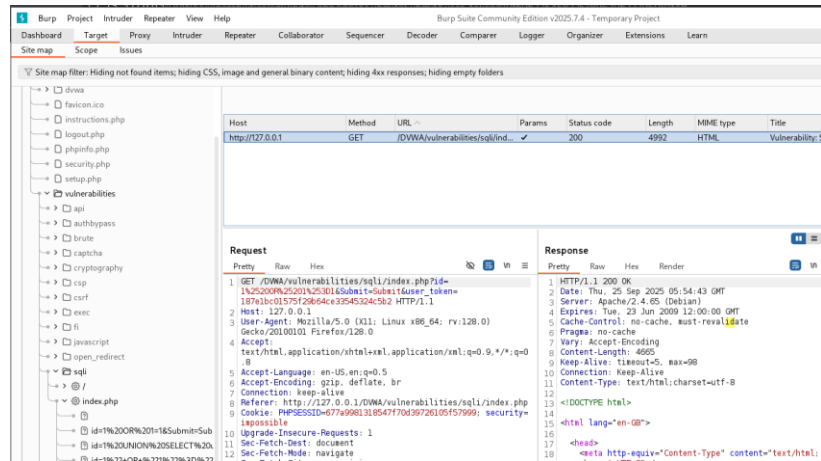 Burp Project Intruder Repeater View Help Burp Suite Community Edition v2025.7.4 - Temporary Project
Dashboard Target Proxy Intruder Repeater Collaborator Sequencer Decoder Comparer Logger Organizer Extensions Learn
Site map Scope Issues
Site map filter: Hiding not found items; hiding CSS, image and general binary content; hiding 4xx responses; hiding empty folders
dvwa
favicon.ico
instructions.php
logout.php
phpinfo.php
security.php
setup.php
vulnerabilities
api
authbypass
brute
captcha
cryptography
csp
csrf
exec
fi
javascript
open_redirect
sqli
/
index.php
id=1%20OR%201=1&Submit=Sub
id=1%20UNION%20SELECT%20
Host Method URL Params Status code Length MIME type Title
http://127.0.0.1 GET /DVWA/vulnerabilities/sqli/ind... ✓ 200 4992 HTML Vulnerability: S
Request
Pretty Raw Hex
1 GET /DVWA/vulnerabilities/sqli/index.php?id=
1%25200R%25201%253D1&Submit=Submit&user_token=
187e1bc01575f29b64ce33545324c5b2 HTTP/1.1
2 Host: 127.0.0.1
3 User-Agent: Mozilla/5.0 (X11; Linux x86_64; rv:128.0)
Gecko/20100101 Firefox/128.0
4 Accept:
text/html,application/xhtml+xml,application/xml;q=0.9,*/*;q=0
.8
5 Accept-Language: en-US,en;q=0.5
6 Accept-Encoding: gzip, deflate, br
7 Connection: keep-alive
8 Referer: http://127.0.0.1/DVWA/vulnerabilities/sqli/index.php
9 Cookie: PHPSESSID=677a9981318547f70d39726105f57999; security=
impossible
10 Upgrade-Insecure-Requests: 1
11 Sec-Fetch-Dest: document
12 Sec-Fetch-Mode: navigate
Response
Pretty Raw Hex Render
1 HTTP/1.1 200 OK
2 Date: Thu, 25 Sep 2025 05:54:43 GMT
3 Server: Apache/2.4.65 (Debian)
4 Expires: Tue, 23 Jun 2009 12:00:00 GMT
5 Cache-Control: no-cache, must-revalidate
6 Pragma: no-cache
7 Vary: Accept-Encoding
8 Content-Length: 4665
9 Keep-Alive: timeout=5, max=98
10 Connection: Keep-Alive
11 Content-Type: text/html;charset=utf-8
12
13 <!DOCTYPE html>
14
15 <html lang="en-GB">
16
17 <head>
18 <meta http-equiv="Content-Type" content="text/html;